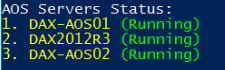 AOS Servers Status:
1. DAX-AOS01 (Running)
2. DAX2012R3 (Running)
3. DAX-AOS02 (Running)